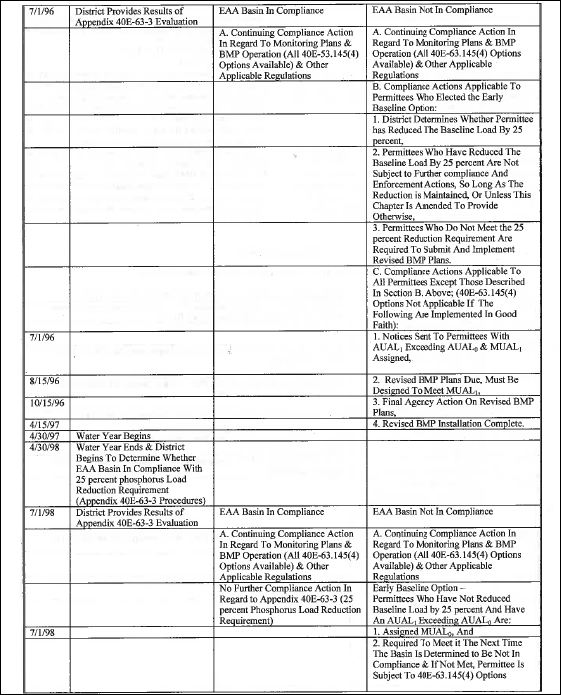 7/1/96 District Provides Results of EAA Basin In Compliance EAA Basin Not In Compliance
Appendix 40E-63-3 Evaluation
A. Continuing Compliance Action A. Continuing Compliance Action In
In Regard To Monitoring Plans & Regard To Monitoring Plans & BMP
BMP Operation (All 40E-53.145(4) Operation (All 40E-63.145(4) Options
Options Available) & Other Available) & Other Applicable
Applicable Regulations Regulations
B. Compliance Actions Applicable To
Permittees Who Elected the Early
Baseline Option:
1. District Determines Whether Permittee
has Reduced The Baseline Load By 25
percent,
2. Permittees Who Have Reduced The
Baseline Load By 25 percent Are Not
Subject to Further compliance And
Enforcement Actions, So Long As The
Reduction is Maintained, Or Unless This
Chapter Is Amended To Provide
Otherwise,
3. Permittees Who Do Not Meet the 25
percent Reduction Requirement Are
Required To Submit And Implement
Revised BMP Plans.
C. Compliance Actions Applicable To
All Permittees Except Those Described
In Section B. Above; (40E-63.145(4)
Options Not Applicable If The
Following Are Implemented In Good
Faith):
7/1/96 1. Notices Sent To Permittees With
AUAL1 Exceeding AUAL0 & MUAL1
Assigned,
8/15/96 2. Revised BMP Plans Due, Must Be
Designed To Meet MUAL1,
10/15/96 3. Final Agency Action On Revised BMP
Plans,
4/15/97 4. Revised BMP Installation Complete.
4/30/97 Water Year Begins
4/30/98 Water Year Ends & District
Begins To Determine Whether
EAA Basin In Compliance With
25 percent phosphorus Load
Reduction Requirement
(Appendix 40E-63-3 Procedures)
7/1/98 District Provides Results of EAA Basin In Compliance EAA Basin Not In Compliance
Appendix 40E-63-3 Evaluation
A. Continuing Compliance Action A. Continuing Compliance Action In
In Regard To Monitoring Plans & Regard To Monitoring Plans & BMP
BMP Operation (All 40E-63.145(4) Operation (All 40E-63.145(4) Options
Options Available) & Other Available) & Other Applicable
Applicable Regulations Regulations
No Further Compliance Action In Early Baseline Option –
Regard to Appendix 40E-63-3 (25 Permittees Who Have Not Reduced
percent Phosphorus Load Reduction Baseline Load by 25 percent And Have
Requirement) An AUAL1 Exceeding AUAL0 Are:
7/1/98 1. Assigned MUAL0, And
2. Required To Meet it The Next Time
The Basin Is Determined to Be Not In
Compliance & If Not Met, Permittee Is
Subject To 40E-63.145(4) Options